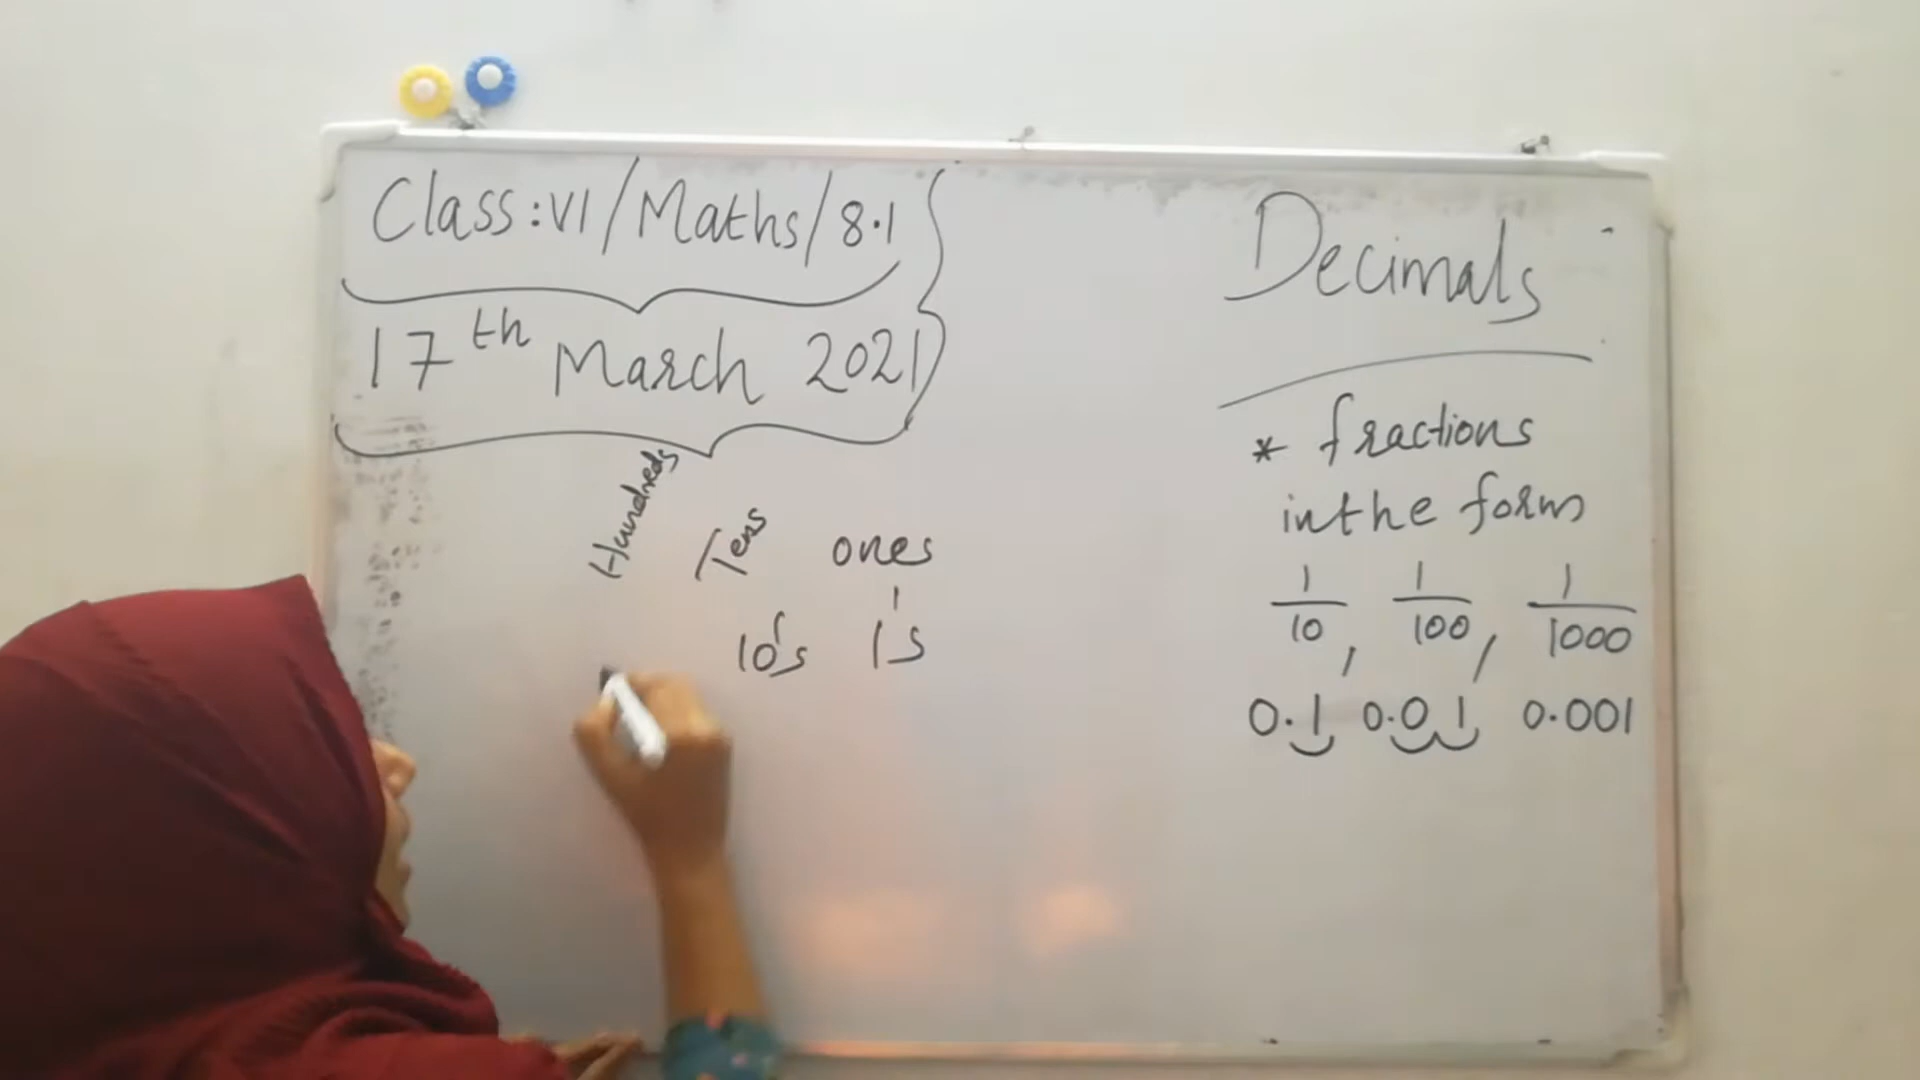 Class : VI / Maths / 8.1
17th March 2021
Hundreds Tens ones
10's 1's
Decimals
* fractions
in the form
1/10, 1/100, 1/1000
0.1 0.01 0.001